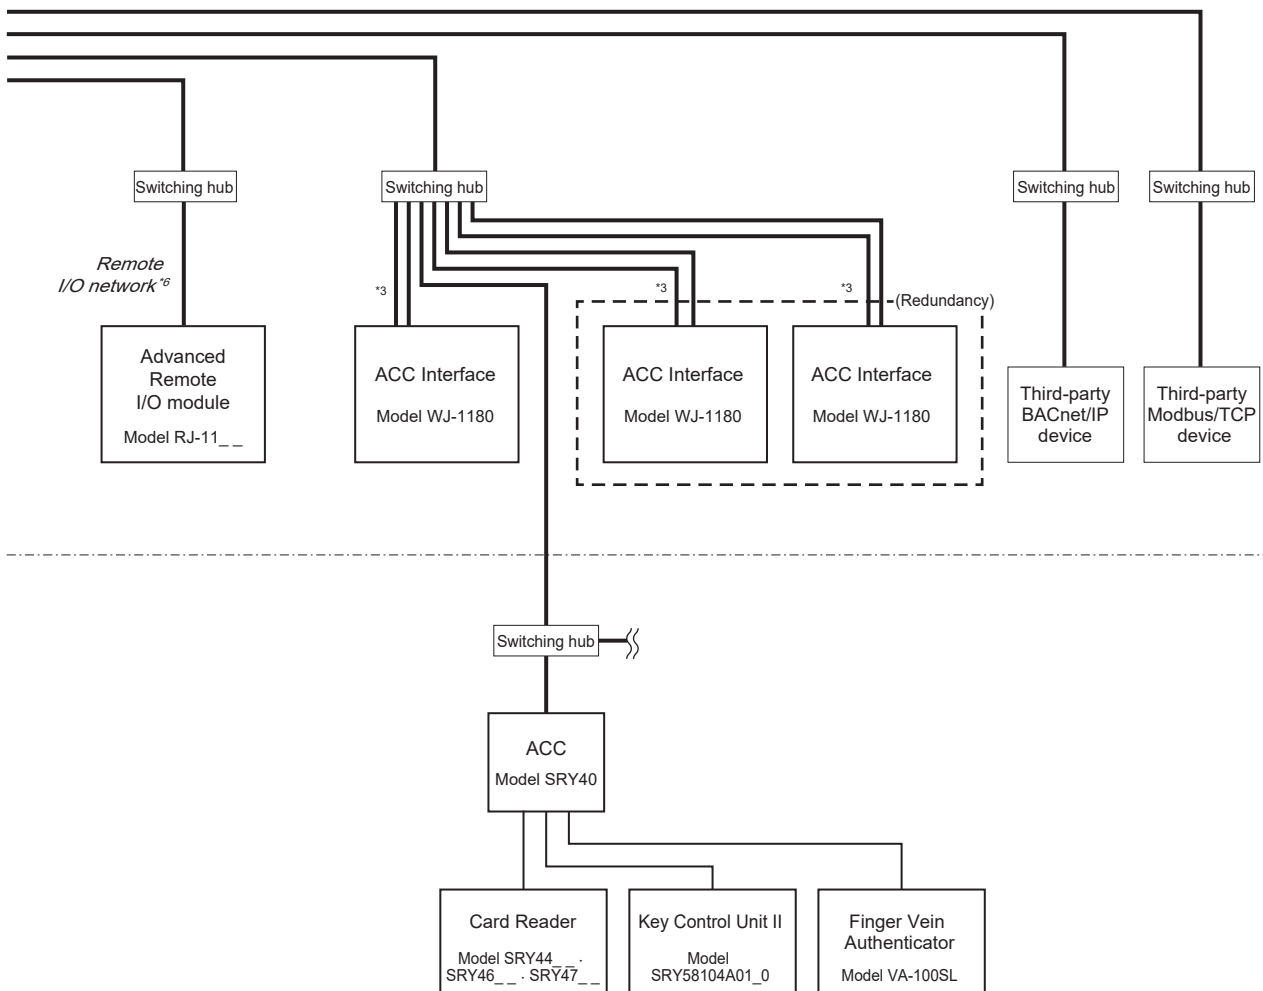 Switching hub
Switching hub
Switching hub
Switching hub
Remote
I/O network*6
*3
*3
*3
(Redundancy)
Advanced
Remote
I/O module
Model RJ-11_ _
ACC Interface
Model WJ-1180
ACC Interface
Model WJ-1180
ACC Interface
Model WJ-1180
Third-party
BACnet/IP
device
Third-party
Modbus/TCP
device
Switching hub
ACC
Model SRY40
Card Reader
Model SRY44_ _ ·
SRY46_ _ · SRY47_ _
Key Control Unit II
Model
SRY58104A01_0
Finger Vein
Authenticator
Model VA-100SL